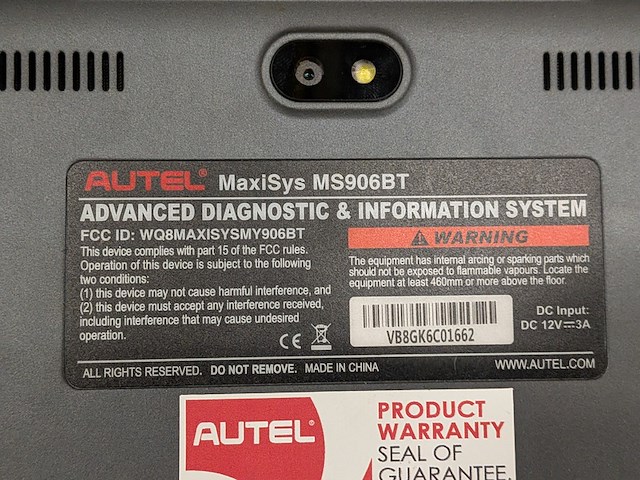 AUTEL® MaxiSys MS906BT
ADVANCED DIAGNOSTIC & INFORMATION SYSTEM
FCC ID: WQ8MAXISYSMY906BT
This device complies with part 15 of the FCC rules.
Operation of this device is subject to the following
two conditions:
(1) this device may not cause harmful interference, and
(2) this device must accept any interference received,
including interference that may cause undesired
operation.
CE
WARNING
The equipment has internal arcing or sparking parts which
should not be exposed to flammable vapours. Locate the
equipment at least 460mm or more above the floor.
VB8GK6C01662
DC Input:
DC 12V⎓3A
ALL RIGHTS RESERVED. DO NOT REMOVE. MADE IN CHINA
WWW.AUTEL.COM
AUTEL®
PRODUCT
WARRANTY
SEAL OF
GUARANTEE.